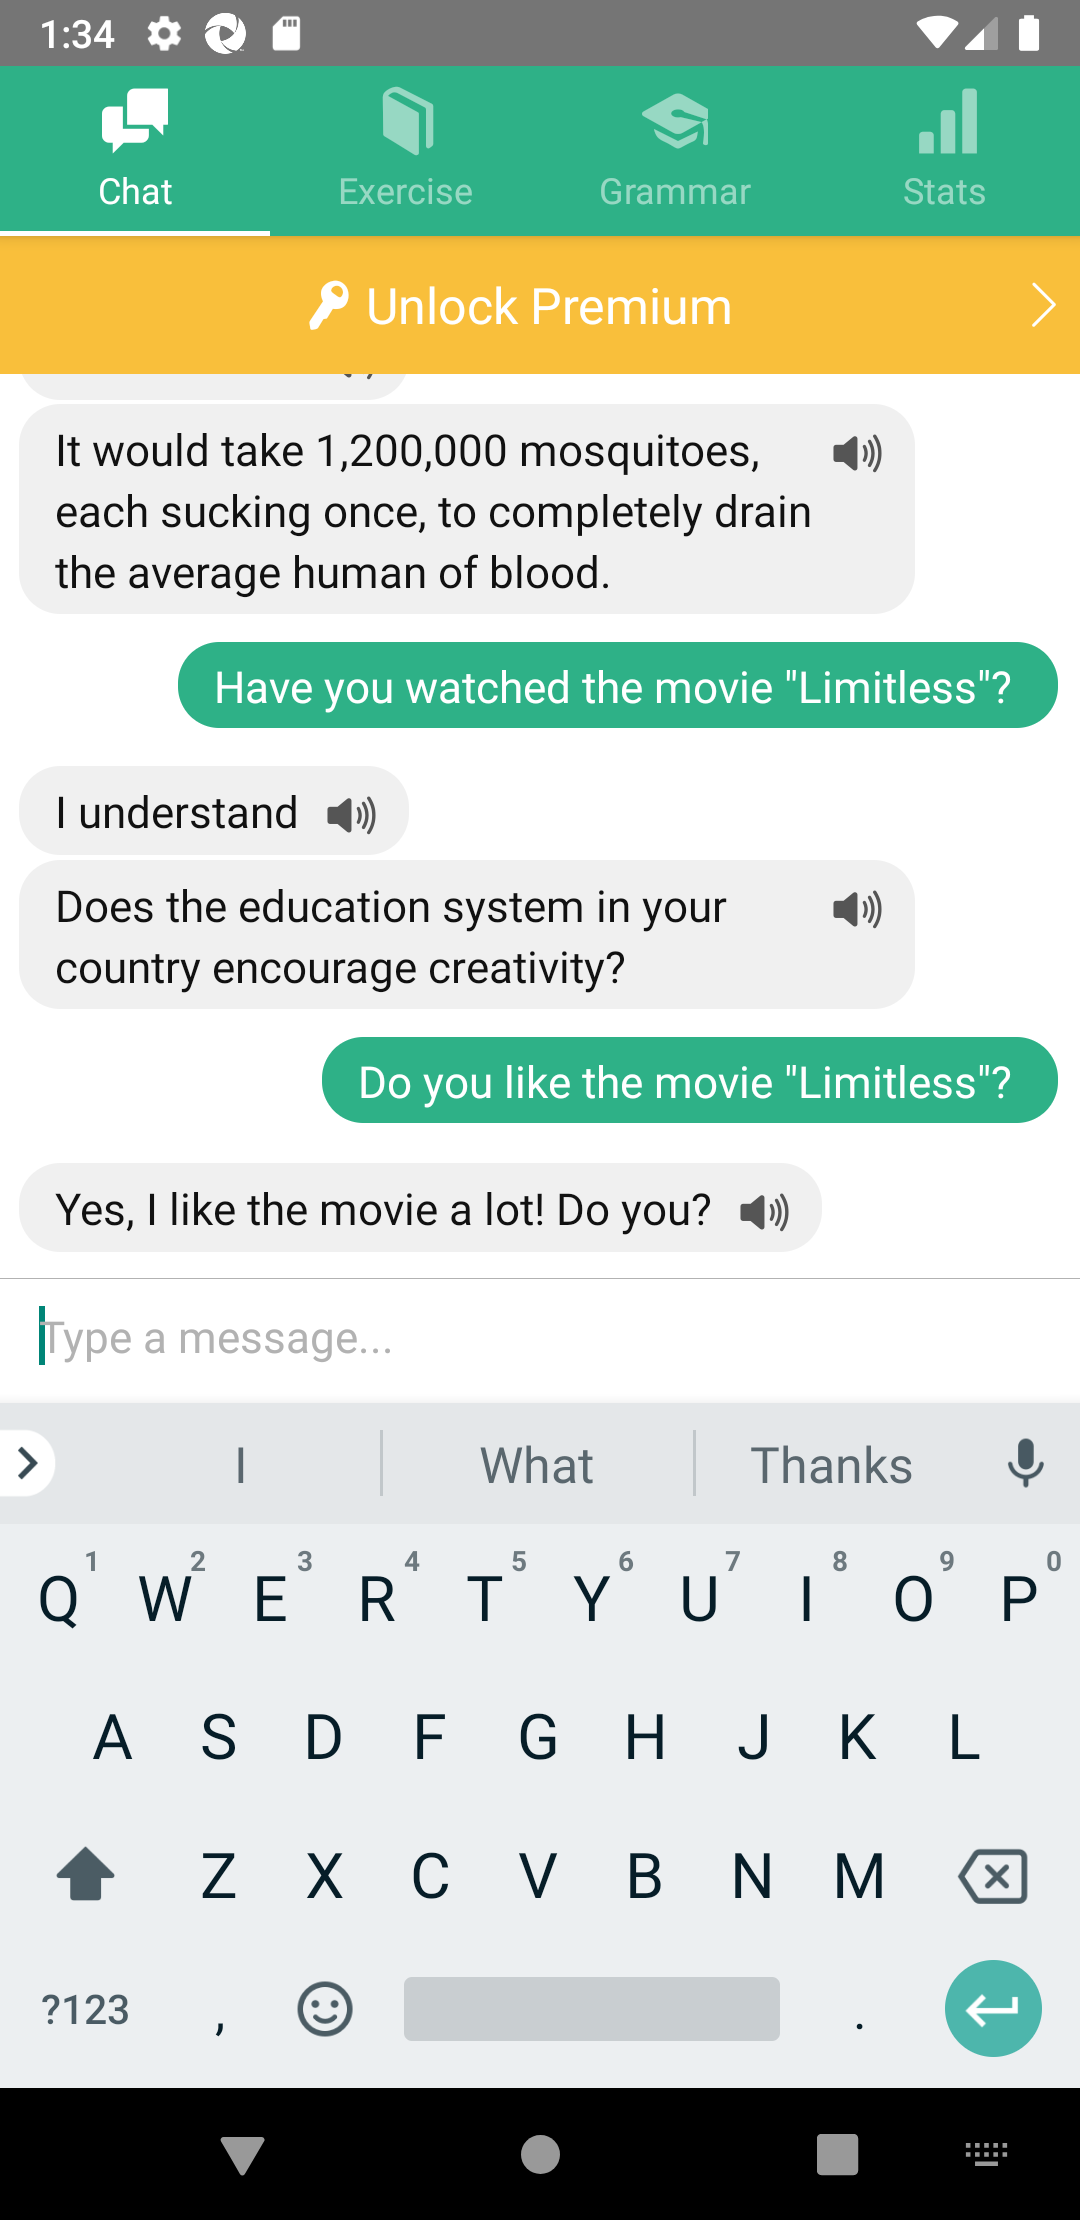 1:34
Chat
Exercise
Grammar
Stats
Unlock Premium
It would take 1,200,000 mosquitoes,
each sucking once, to completely drain
the average human of blood.
Have you watched the movie "Limitless"?
I understand
Does the education system in your
country encourage creativity?
Do you like the movie "Limitless"?
Yes, I like the movie a lot! Do you?
Type a message...
I What Thanks
1 2 3 4 5 6 7 8 9 0
Q W E R T Y U I O P
A S D F G H J K L
Z X C V B N M
?123 , .